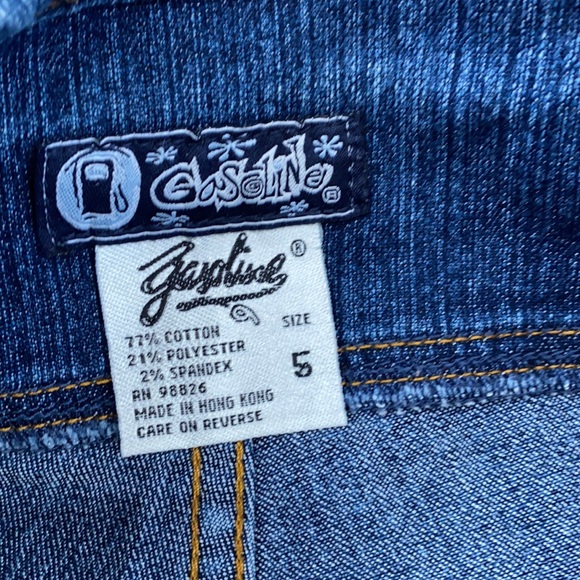 Gasoline ®
Gasoline ®
77% COTTON
21% POLYESTER
2% SPANDEX
RN 98826
MADE IN HONG KONG
CARE ON REVERSE
SIZE
5